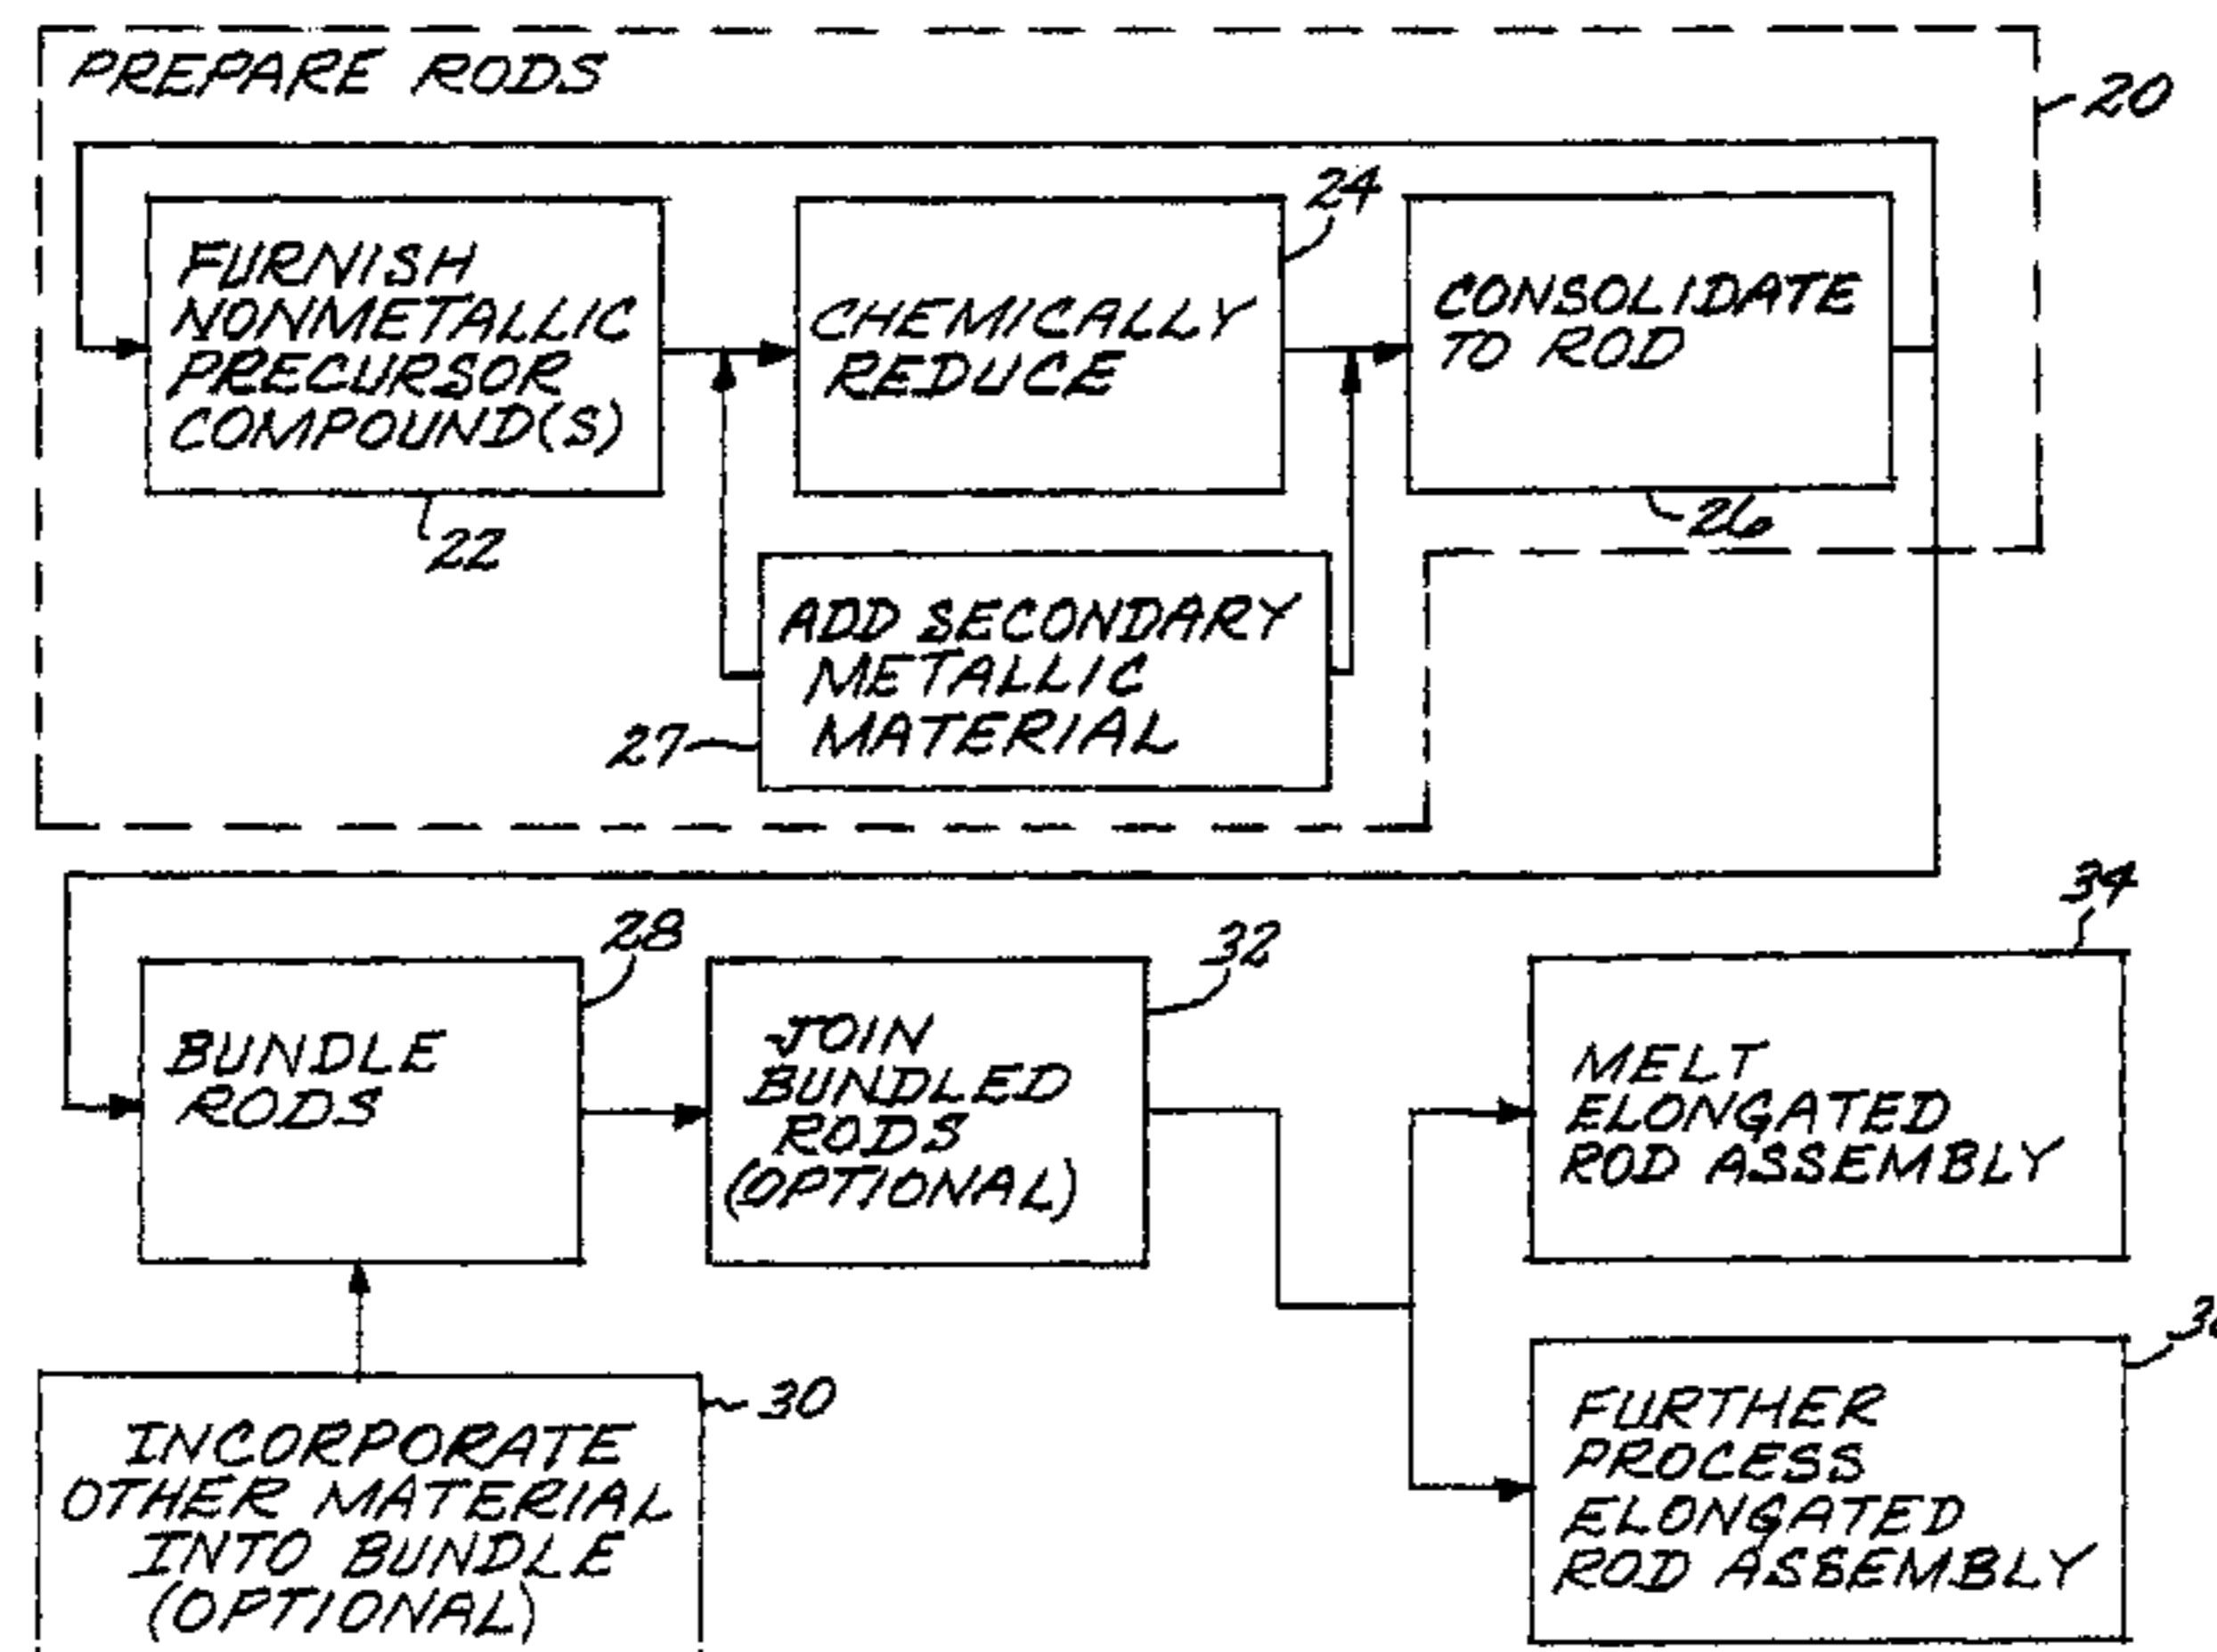 PREPARE RODS
20
FURNISH
NONMETALLIC
PRECURSOR
COMPOUND(S)
22
CHEMICALLY
REDUCE
24
CONSOLIDATE
TO ROD
26
ADD SECONDARY
METALLIC
MATERIAL
27
BUNDLE
RODS
28
JOIN
BUNDLED
RODS
(OPTIONAL)
32
MELT
ELONGATED
ROD ASSEMBLY
34
INCORPORATE
OTHER MATERIAL
INTO BUNDLE
(OPTIONAL)
30
FURTHER
PROCESS
ELONGATED
ROD ASSEMBLY